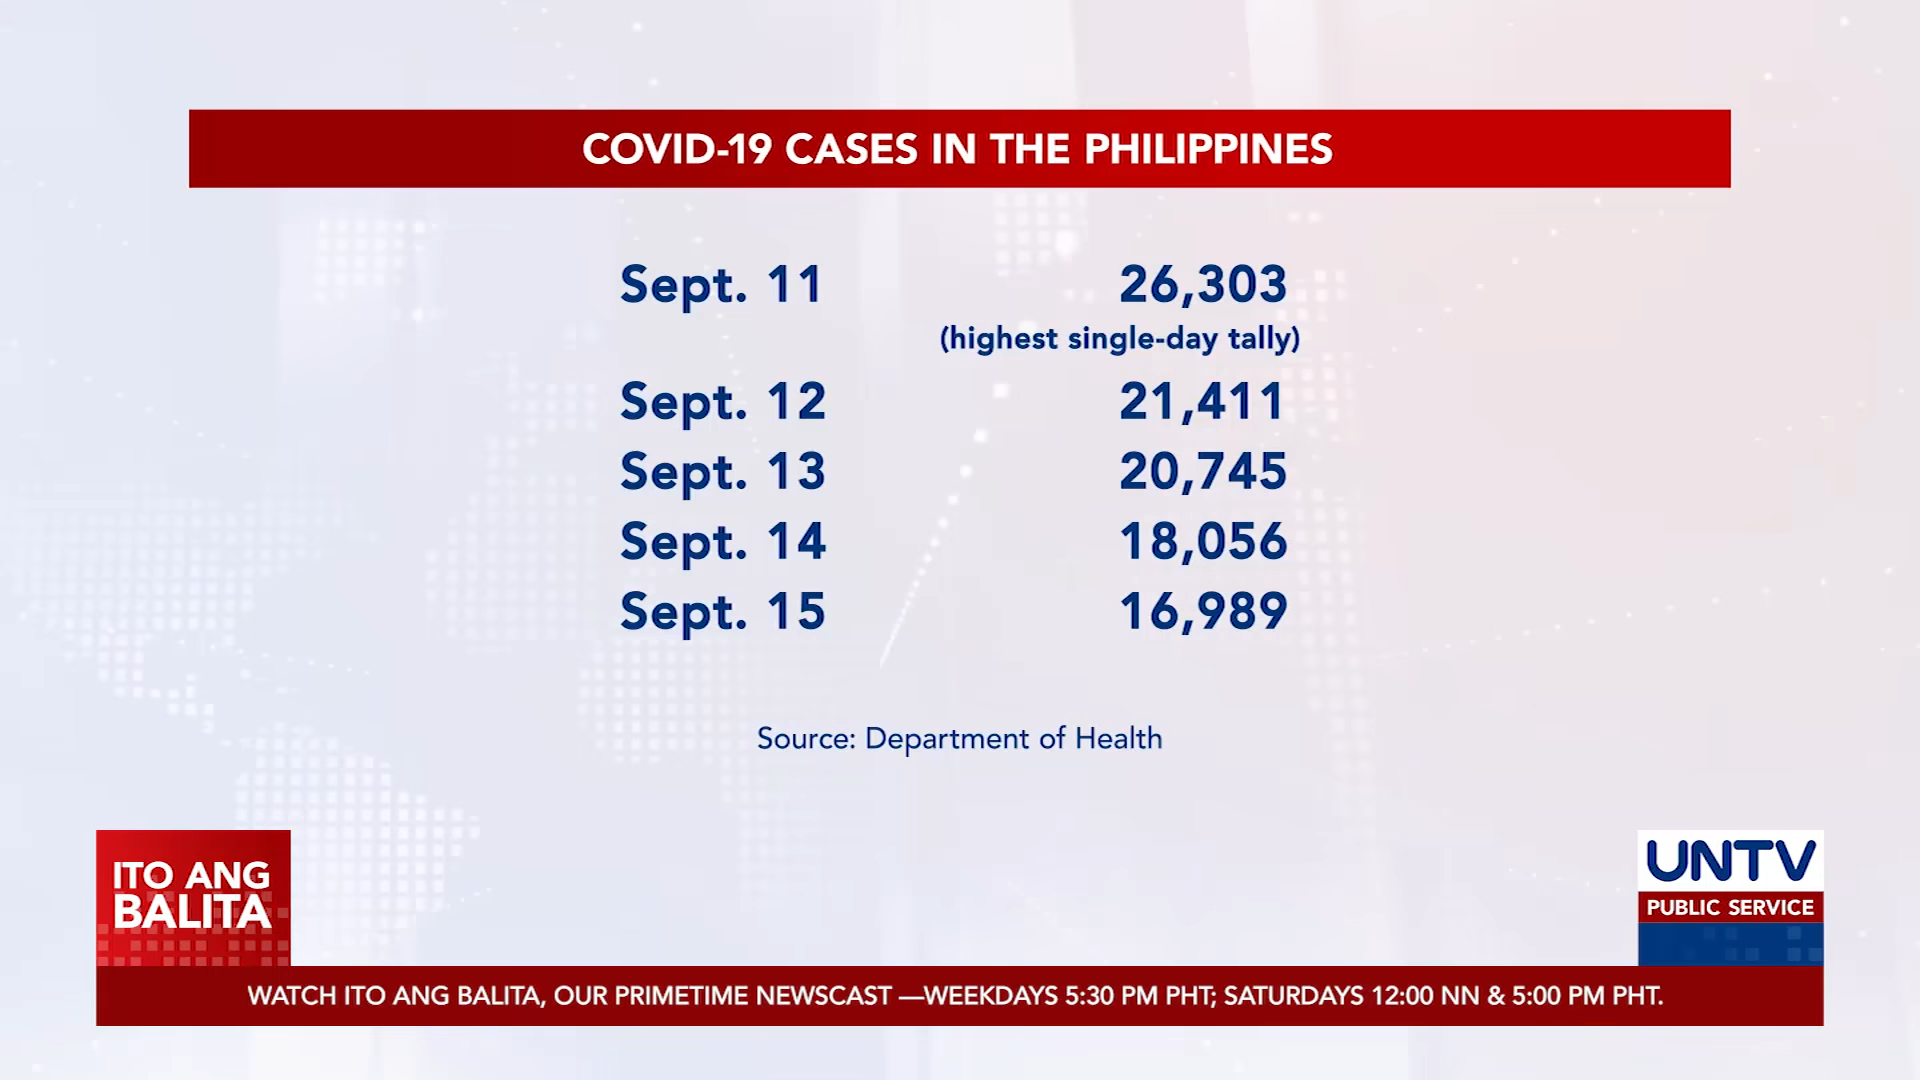 COVID-19 CASES IN THE PHILIPPINES
Sept. 11 26,303
(highest single-day tally)
Sept. 12 21,411
Sept. 13 20,745
Sept. 14 18,056
Sept. 15 16,989
Source: Department of Health
ITO ANG
BALITA
UNTV
PUBLIC SERVICE
WATCH ITO ANG BALITA, OUR PRIMETIME NEWSCAST —WEEKDAYS 5:30 PM PHT; SATURDAYS 12:00 NN & 5:00 PM PHT.